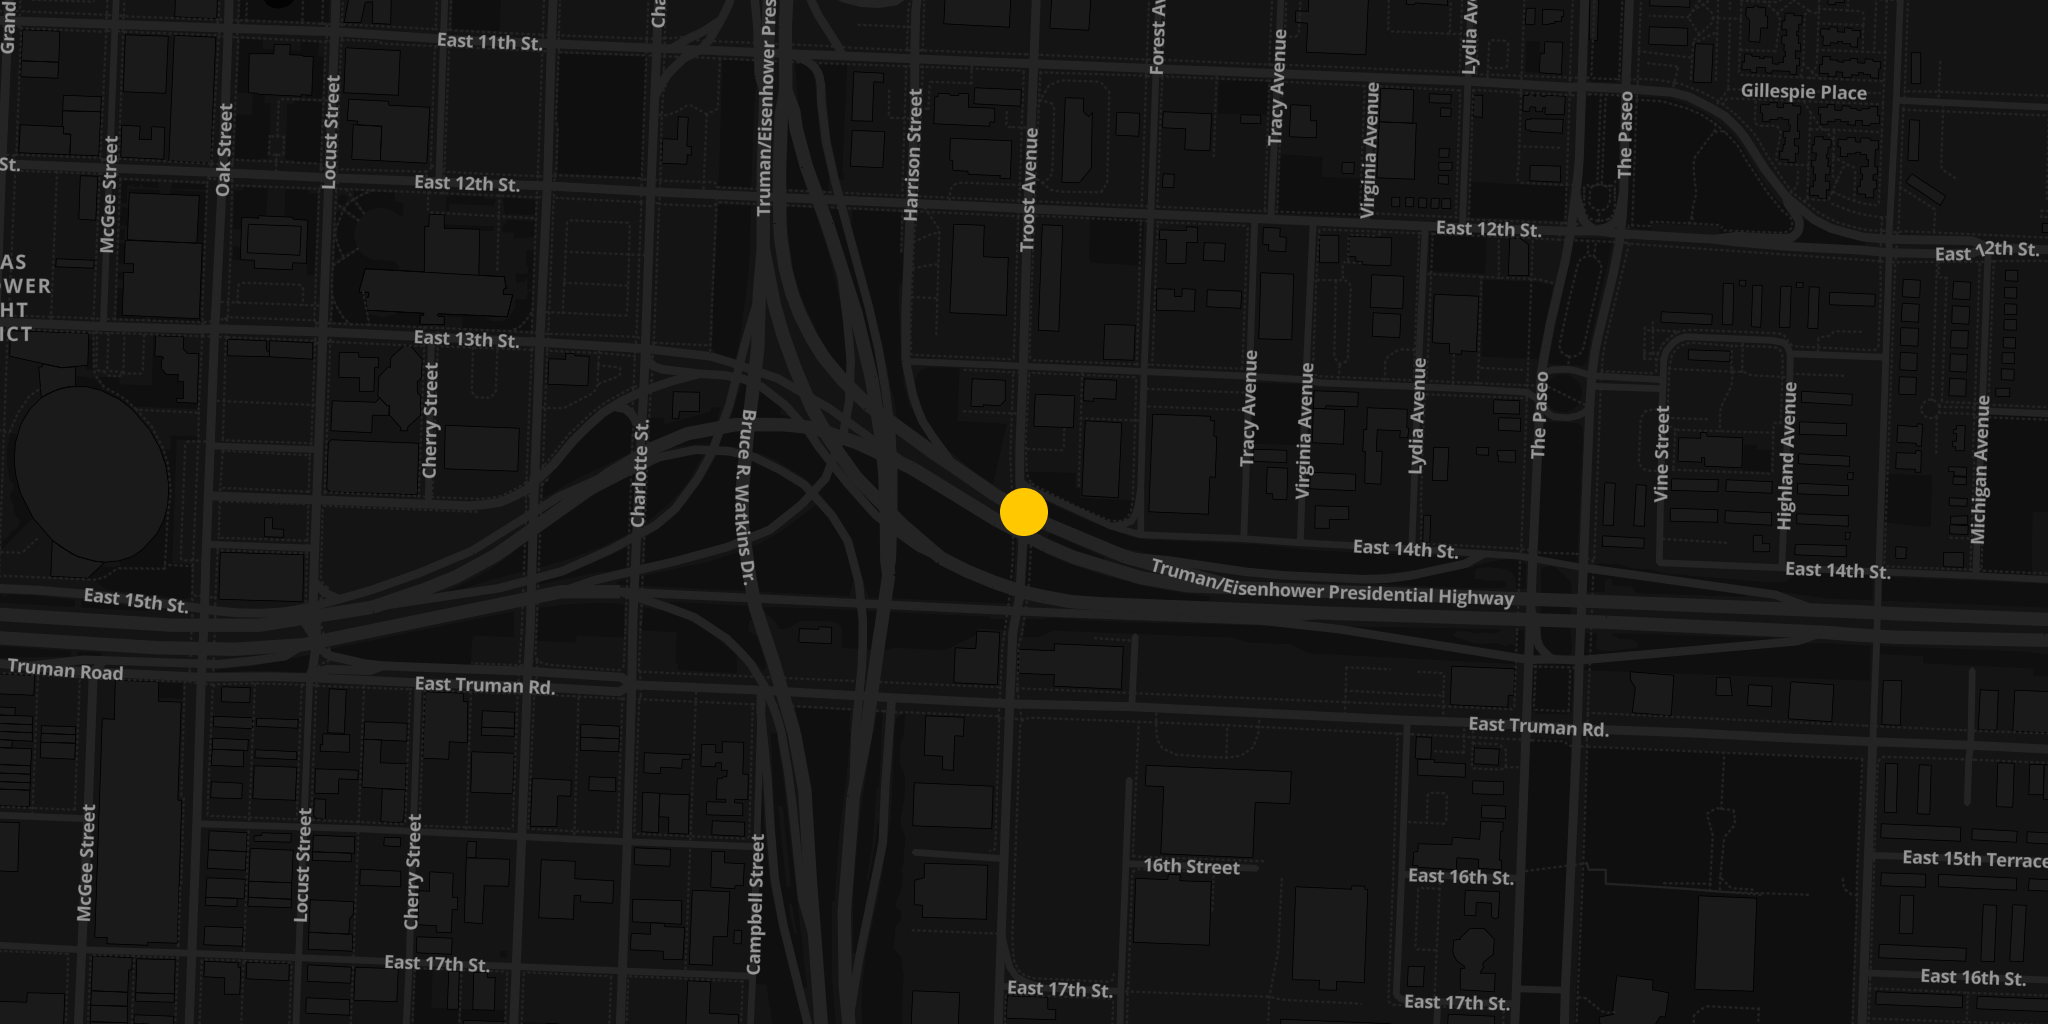 Grand
East 11th St.
Cha
Truman/Eisenhower Pres
Forest Av
Lydia Av
Tracy Avenue
Virginia Avenue
The Paseo
Gillespie Place
McGee Street
Oak Street
Locust Street
Harrison Street
Troost Avenue
St.
East 12th St.
East 12th St.
East 12th St.
AS
OWER
HT
ICT
East 13th St.
Cherry Street
Charlotte St.
Bruce R. Watkins Dr.
Tracy Avenue
Virginia Avenue
Lydia Avenue
The Paseo
Vine Street
Highland Avenue
Michigan Avenue
East 14th St.
East 14th St.
Truman/Eisenhower Presidential Highway
East 15th St.
Truman Road
East Truman Rd.
East Truman Rd.
McGee Street
Locust Street
Cherry Street
Campbell Street
16th Street
East 16th St.
East 15th Terrace
East 17th St.
East 17th St.
East 17th St.
East 16th St.